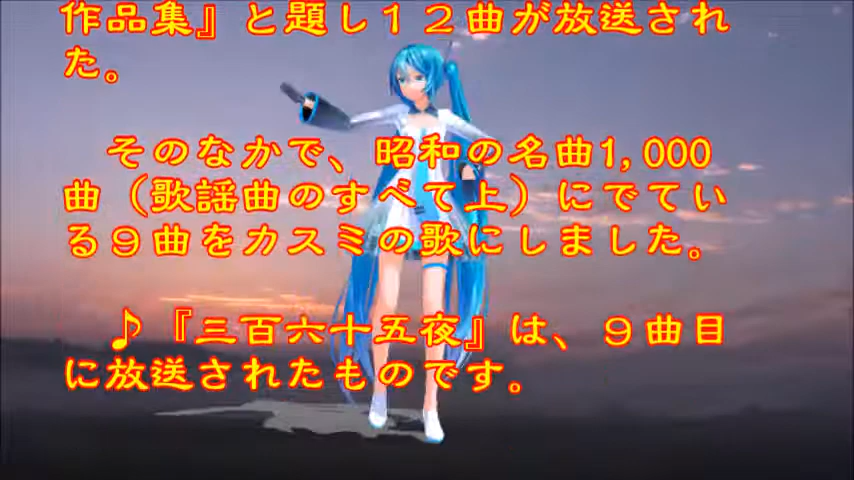 作品集』と題し１２曲が放送され
た。
そのなかで、昭和の名曲1,000
曲（歌謡曲のすべて上）にでてい
る９曲をカスミの歌にしました。
♪『三百六十五夜』は、９曲目
に放送されたものです。